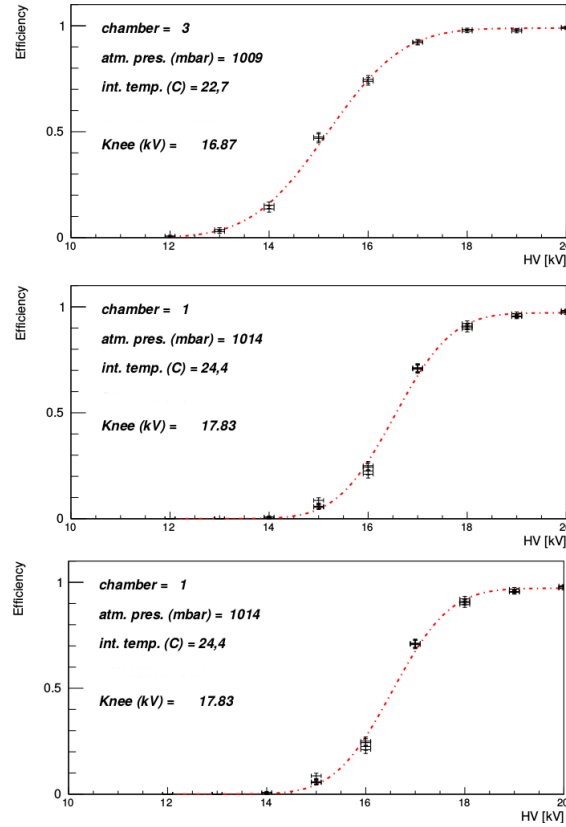 Efficiency
1
0.5
0
chamber = 3
atm. pres. (mbar) = 1009
int. temp. (C) = 22,7
Knee (kV) = 16.87
10 12 14 16 18 20
HV [kV]
Efficiency
1
0.5
0
chamber = 1
atm. pres. (mbar) = 1014
int. temp. (C) = 24,4
Knee (kV) = 17.83
10 12 14 16 18 20
HV [kV]
Efficiency
1
0.5
0
chamber = 1
atm. pres. (mbar) = 1014
int. temp. (C) = 24,4
Knee (kV) = 17.83
10 12 14 16 18 20
HV [kV]